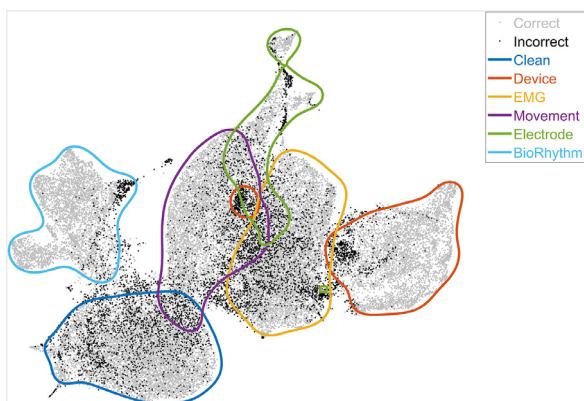 Correct
Incorrect
Clean
Device
EMG
Movement
Electrode
BioRhythm